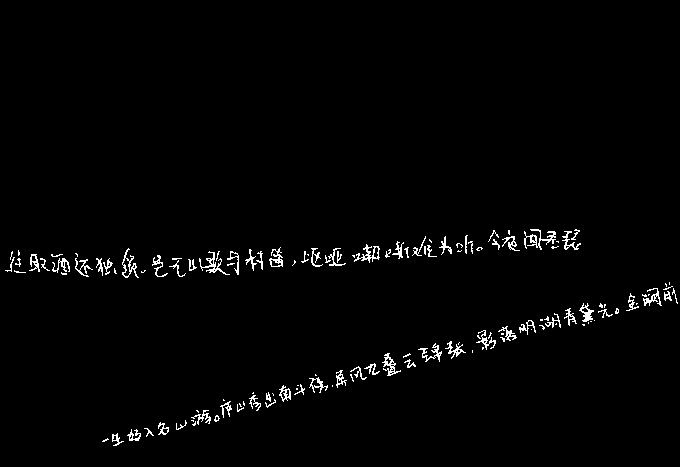 往取酒还独倾。岂无山歌与村笛，呕哑嘲哳难为听。今夜闻琵琶
一生好入名山游。庐山秀出南斗傍，屏风九叠云锦张，影落明湖青黛光。金阙前